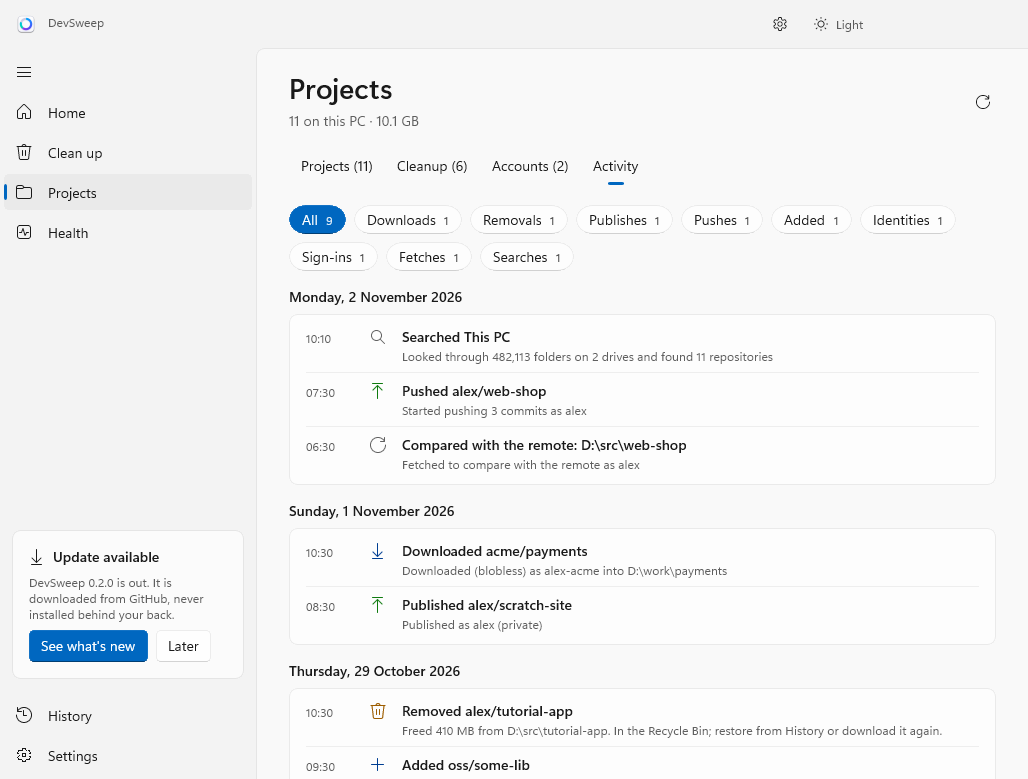 DevSweep
Light
Home
Clean up
Projects
Health
Update available
DevSweep 0.2.0 is out. It is
downloaded from GitHub, never
installed behind your back.
See what's new
Later
History
Settings
Projects
11 on this PC · 10.1 GB
Projects (11) Cleanup (6) Accounts (2) Activity
All 9 Downloads 1 Removals 1 Publishes 1 Pushes 1 Added 1 Identities 1
Sign-ins 1 Fetches 1 Searches 1
Monday, 2 November 2026
10:10 Searched This PC
Looked through 482,113 folders on 2 drives and found 11 repositories
07:30 Pushed alex/web-shop
Started pushing 3 commits as alex
06:30 Compared with the remote: D:\src\web-shop
Fetched to compare with the remote as alex
Sunday, 1 November 2026
10:30 Downloaded acme/payments
Downloaded (blobless) as alex-acme into D:\work\payments
08:30 Published alex/scratch-site
Published as alex (private)
Thursday, 29 October 2026
10:30 Removed alex/tutorial-app
Freed 410 MB from D:\src\tutorial-app. In the Recycle Bin; restore from History or download it again.
09:30 Added oss/some-lib